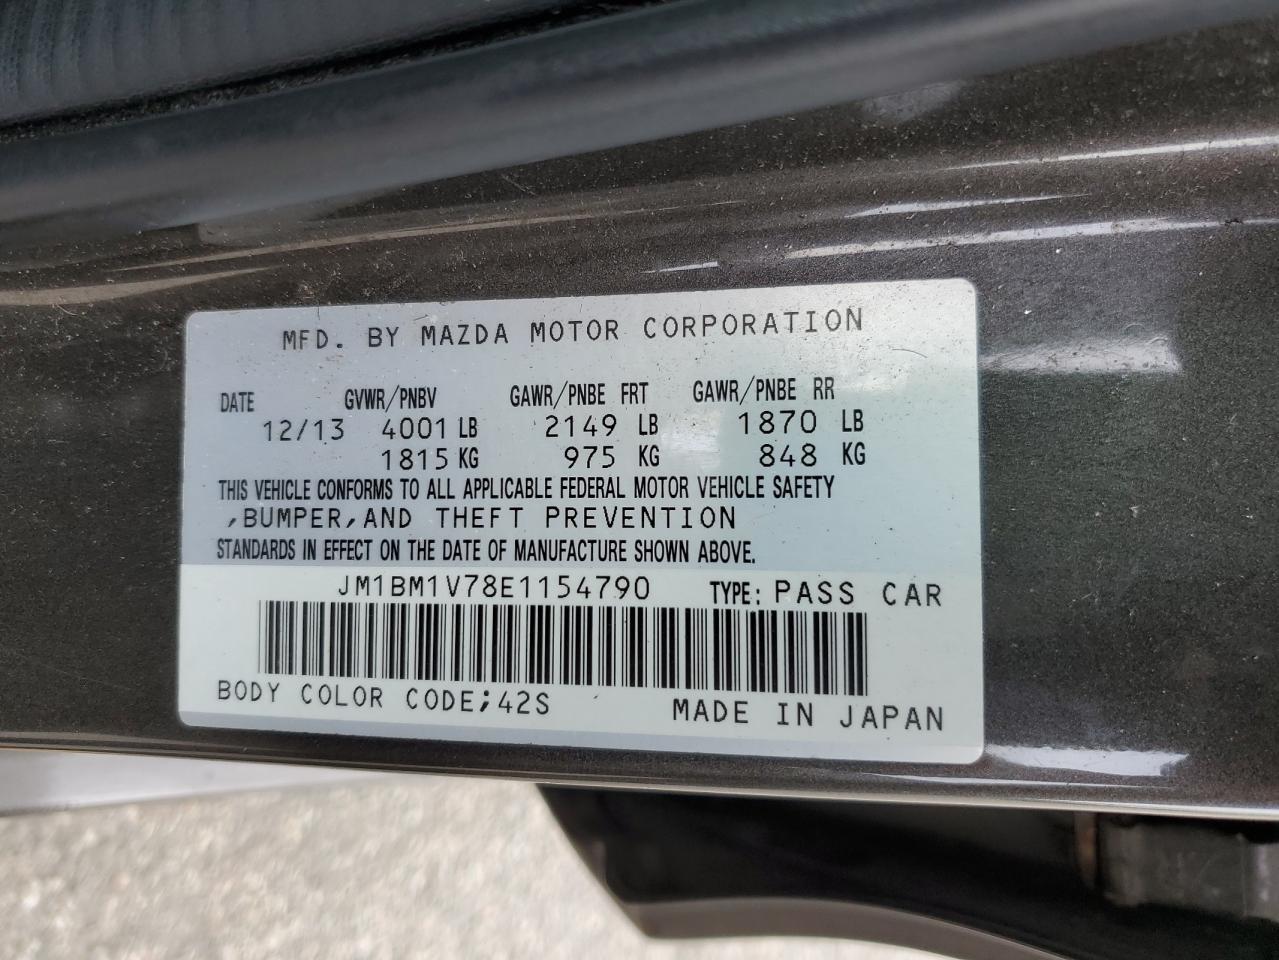 MFD. BY MAZDA MOTOR CORPORATION
DATE GVWR/PNBV GAWR/PNBE FRT GAWR/PNBE RR
12/13 4001 LB 2149 LB 1870 LB
1815 KG 975 KG 848 KG
THIS VEHICLE CONFORMS TO ALL APPLICABLE FEDERAL MOTOR VEHICLE SAFETY
,BUMPER,AND THEFT PREVENTION
STANDARDS IN EFFECT ON THE DATE OF MANUFACTURE SHOWN ABOVE.
JM1BM1V78E1154790 TYPE: PASS CAR
BODY COLOR CODE;42S MADE IN JAPAN